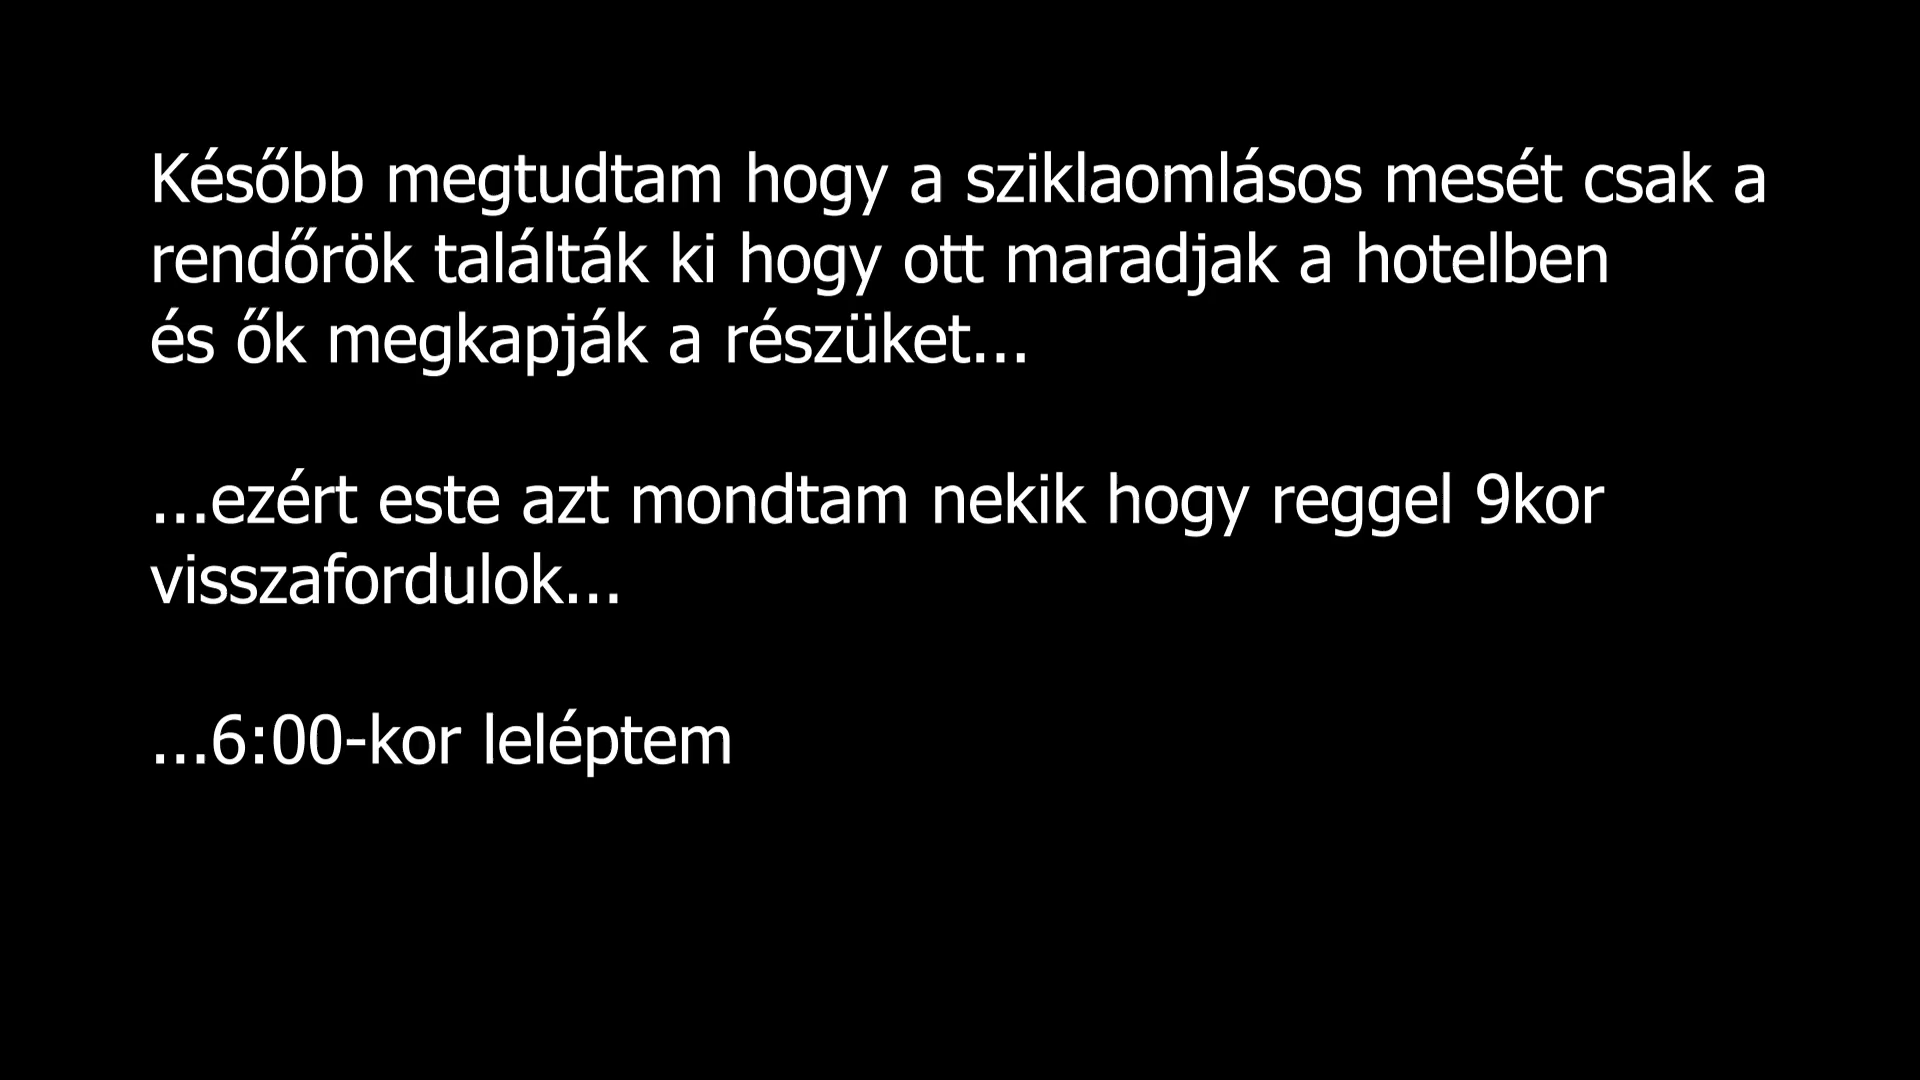 Később megtudtam hogy a sziklaomlásos mesét csak a
rendőrök találták ki hogy ott maradjak a hotelben
és ők megkapják a részüket...
...ezért este azt mondtam nekik hogy reggel 9kor
visszafordulok...
...6:00-kor leléptem